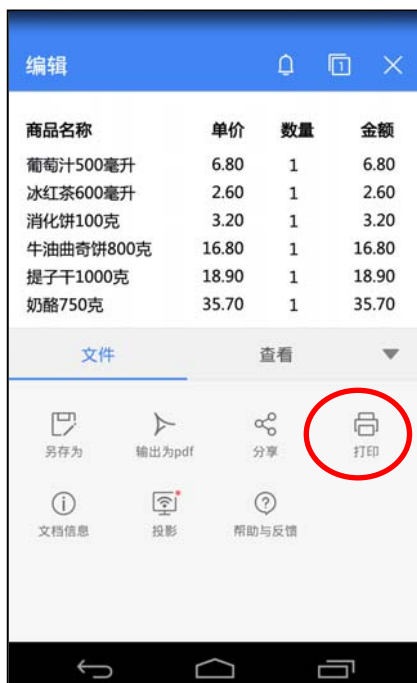 编辑 1
商品名称 单价 数量 金额
葡萄汁500毫升 6.80 1 6.80
冰红茶600毫升 2.60 1 2.60
消化饼100克 3.20 1 3.20
牛油曲奇饼800克 16.80 1 16.80
提子干1000克 18.90 1 18.90
奶酪750克 35.70 1 35.70
文件 查看
另存为 输出为pdf 分享 打印
文档信息 投影 帮助与反馈